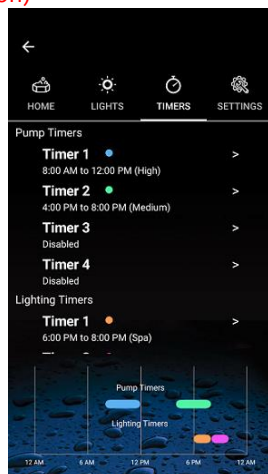 on)
HOME LIGHTS TIMERS SETTINGS
Pump Timers
Timer 1 >
8:00 AM to 12:00 PM (High)
Timer 2 >
4:00 PM to 8:00 PM (Medium)
Timer 3 >
Disabled
Timer 4 >
Disabled
Lighting Timers
Timer 1 >
6:00 PM to 8:00 PM (Spa)
Pump Timers
Lighting Timers
12 AM 6 AM 12 PM 6 PM 12 AM